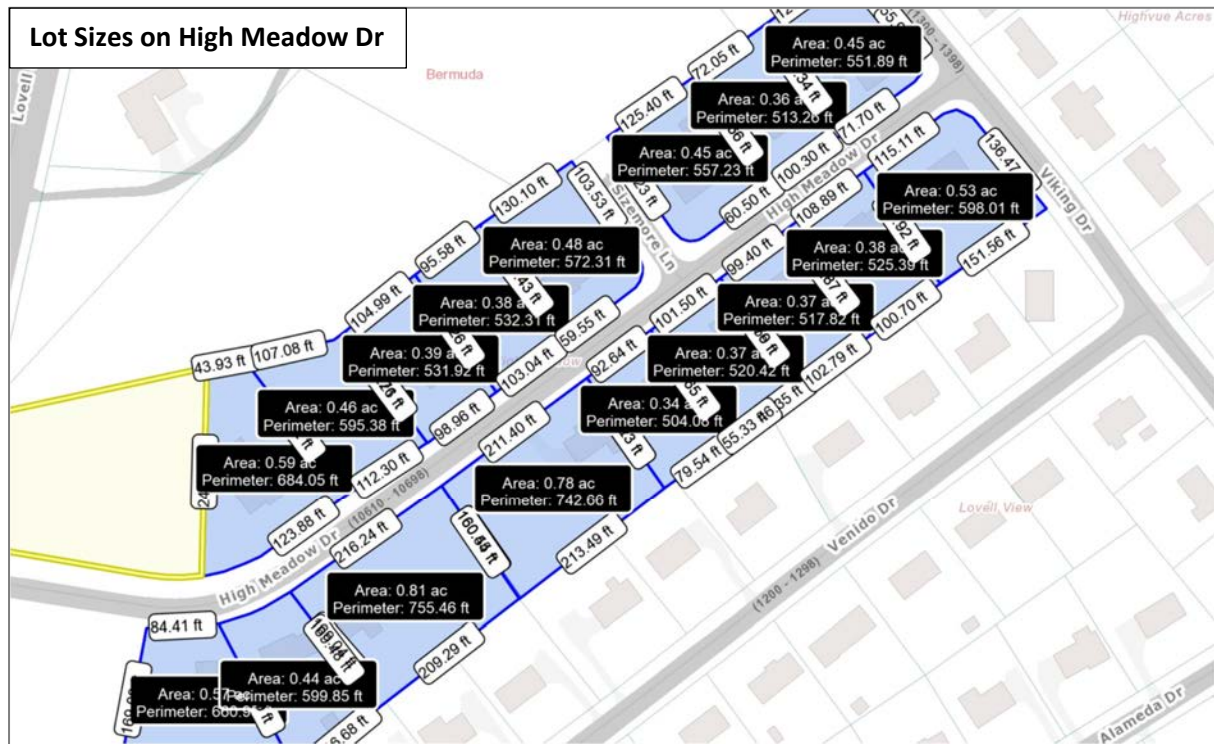 Lot Sizes on High Meadow Dr
Highvue Acres
(1300 - 1398)
Lovell
Bermuda
72.05 ft
Area: 0.45 ac
Perimeter: 551.89 ft
125.40 ft
Area: 0.36 ac
Perimeter: 513.26 ft
71.70 ft
Area: 0.45 ac
Perimeter: 557.23 ft
100.30 ft
High Meadow Dr
115.11 ft
136.47
Viking Dr
130.10 ft
103.53 ft
Sizemore Ln
60.50 ft
108.89 ft
Area: 0.53 ac
Perimeter: 598.01 ft
95.58 ft
Area: 0.48 ac
Perimeter: 572.31 ft
99.40 ft
Area: 0.38 ac
Perimeter: 525.39 ft
151.56 ft
104.99 ft
Area: 0.38 ac
Perimeter: 532.31 ft
59.55 ft
101.50 ft
Area: 0.37 ac
Perimeter: 517.82 ft
100.70 ft
43.93 ft
107.08 ft
Area: 0.39 ac
Perimeter: 531.92 ft
103.04 ft
92.64 ft
Area: 0.37 ac
Perimeter: 520.42 ft
102.79 ft
Area: 0.46 ac
Perimeter: 595.38 ft
98.96 ft
211.40 ft
Area: 0.34 ac
Perimeter: 504.06 ft
55.33 ft
Area: 0.59 ac
Perimeter: 684.05 ft
112.30 ft
79.54 ft
Area: 0.78 ac
Perimeter: 742.66 ft
123.88 ft
(10610 - 10698)
216.24 ft
213.49 ft
Lovell View
Venido Dr
(1200 - 1298)
High Meadow Dr
Area: 0.81 ac
Perimeter: 755.46 ft
84.41 ft
209.29 ft
Area: 0.57 ac
Area: 0.44 ac
Perimeter: 599.85 ft
Alameda Dr